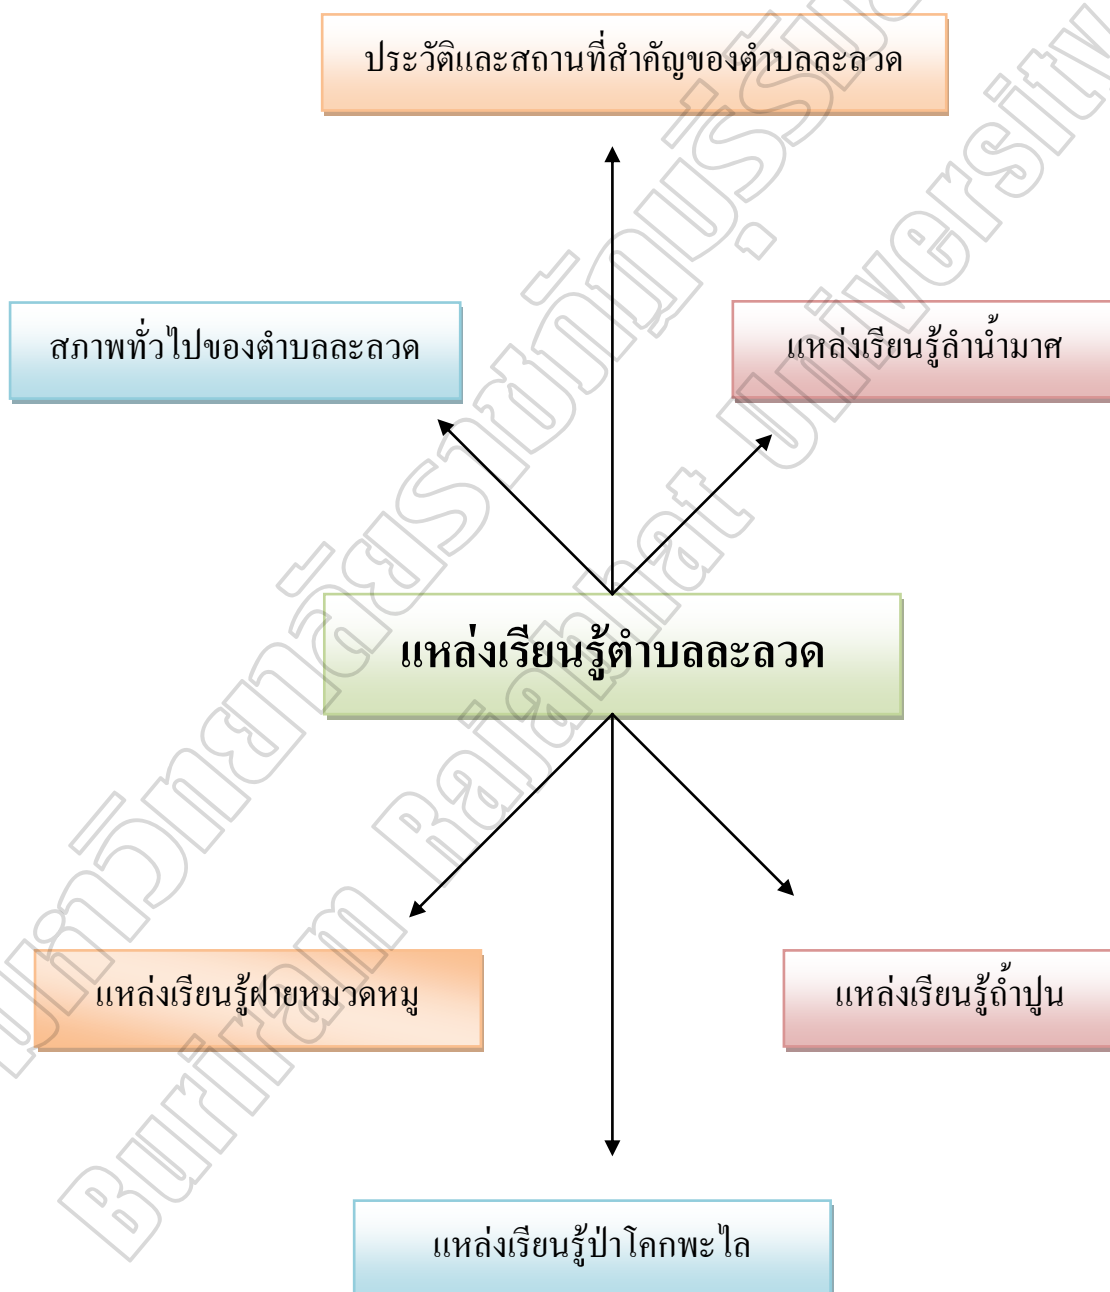 ประวัติและสถานที่สำคัญของตำบลละลวด
สภาพทั่วไปของตำบลละลวด
แหล่งเรียนรู้ลำน้ำมาศ
แหล่งเรียนรู้ตำบลละลวด
แหล่งเรียนรู้ฝายหมวดหมู
แหล่งเรียนรู้ถ้ำปูน
แหล่งเรียนรู้ป่าโคกพะไล
Buriram Rajabhat University